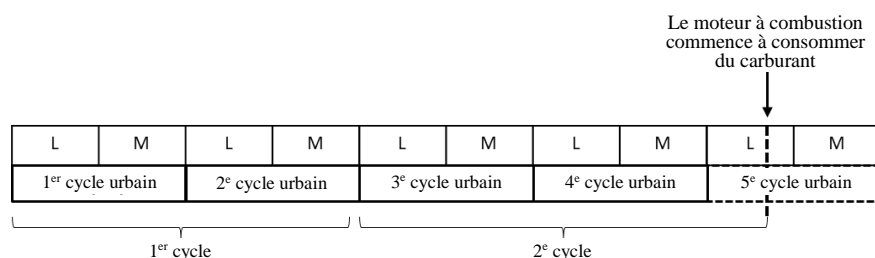 Le moteur à combustion
commence à consommer
du carburant
L M L M L M L M L M
1er cycle urbain 2e cycle urbain 3e cycle urbain 4e cycle urbain 5e cycle urbain
1er cycle 2e cycle